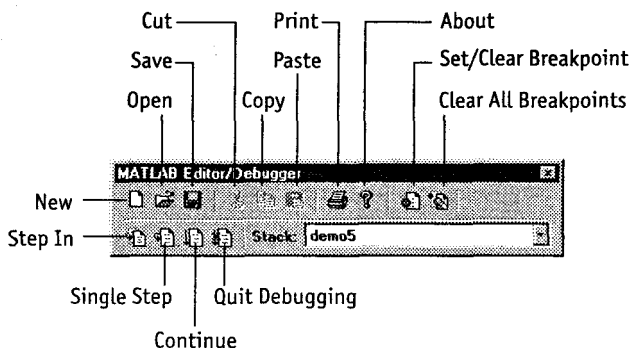 Cut
Print
About
Save
Paste
Set/Clear Breakpoint
Open
Copy
Clear All Breakpoints
MATLAB Editor/Debugger
New
Step In
Stack: demo5
Single Step
Quit Debugging
Continue